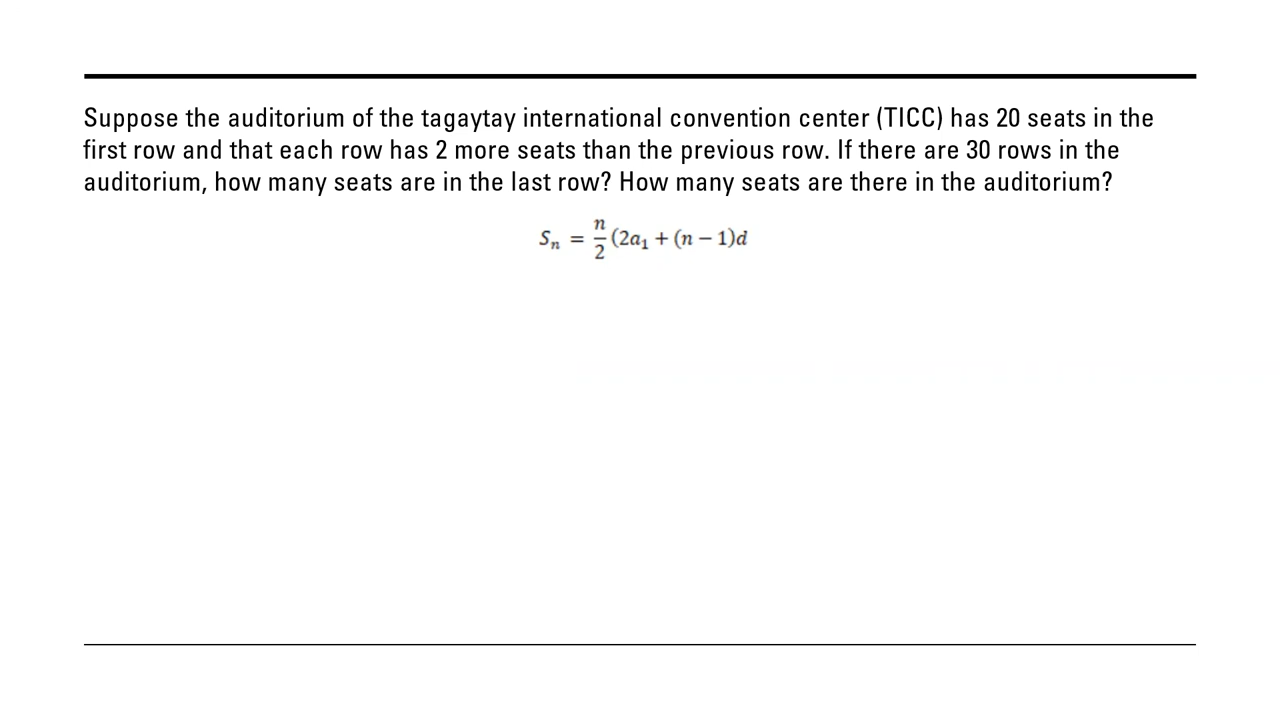 Suppose the auditorium of the tagaytay international convention center (TICC) has 20 seats in the
first row and that each row has 2 more seats than the previous row. If there are 30 rows in the
auditorium, how many seats are in the last row? How many seats are there in the auditorium?
Sₙ = n/2 (2a₁ + (n − 1)d